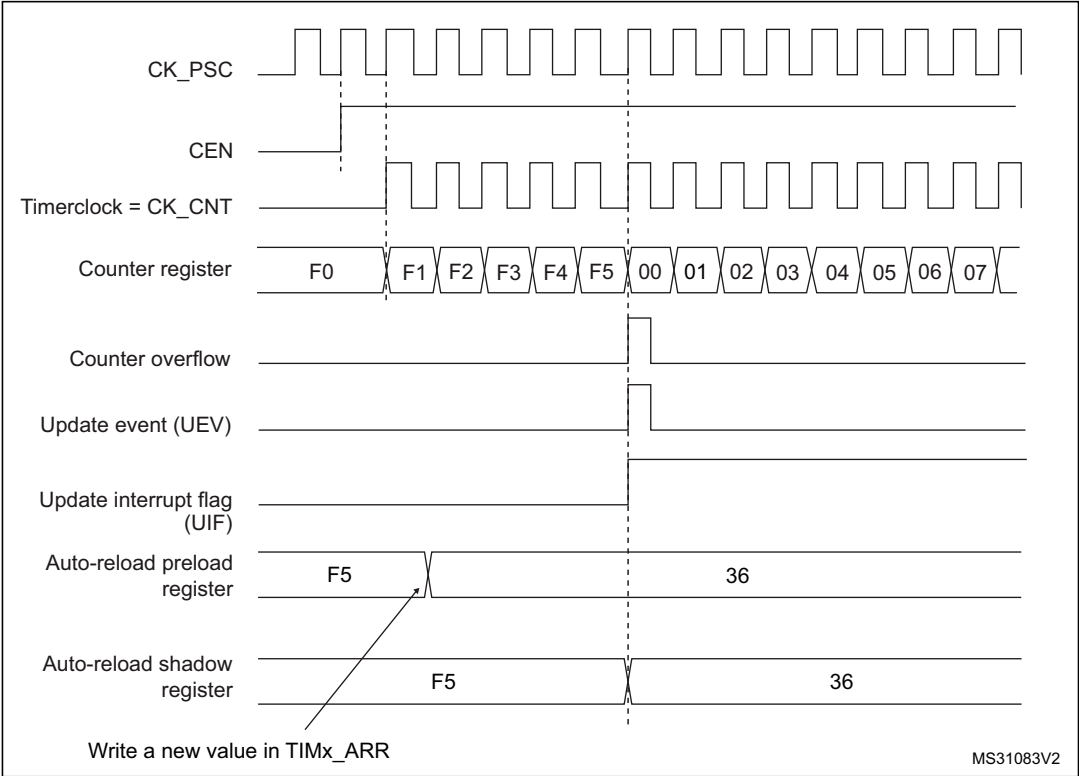 CK_PSC
CEN
Timerclock = CK_CNT
Counter register
F0 F1 F2 F3 F4 F5 00 01 02 03 04 05 06 07
Counter overflow
Update event (UEV)
Update interrupt flag
(UIF)
Auto-reload preload
register
F5 36
Auto-reload shadow
register
F5 36
Write a new value in TIMx_ARR
MS31083V2